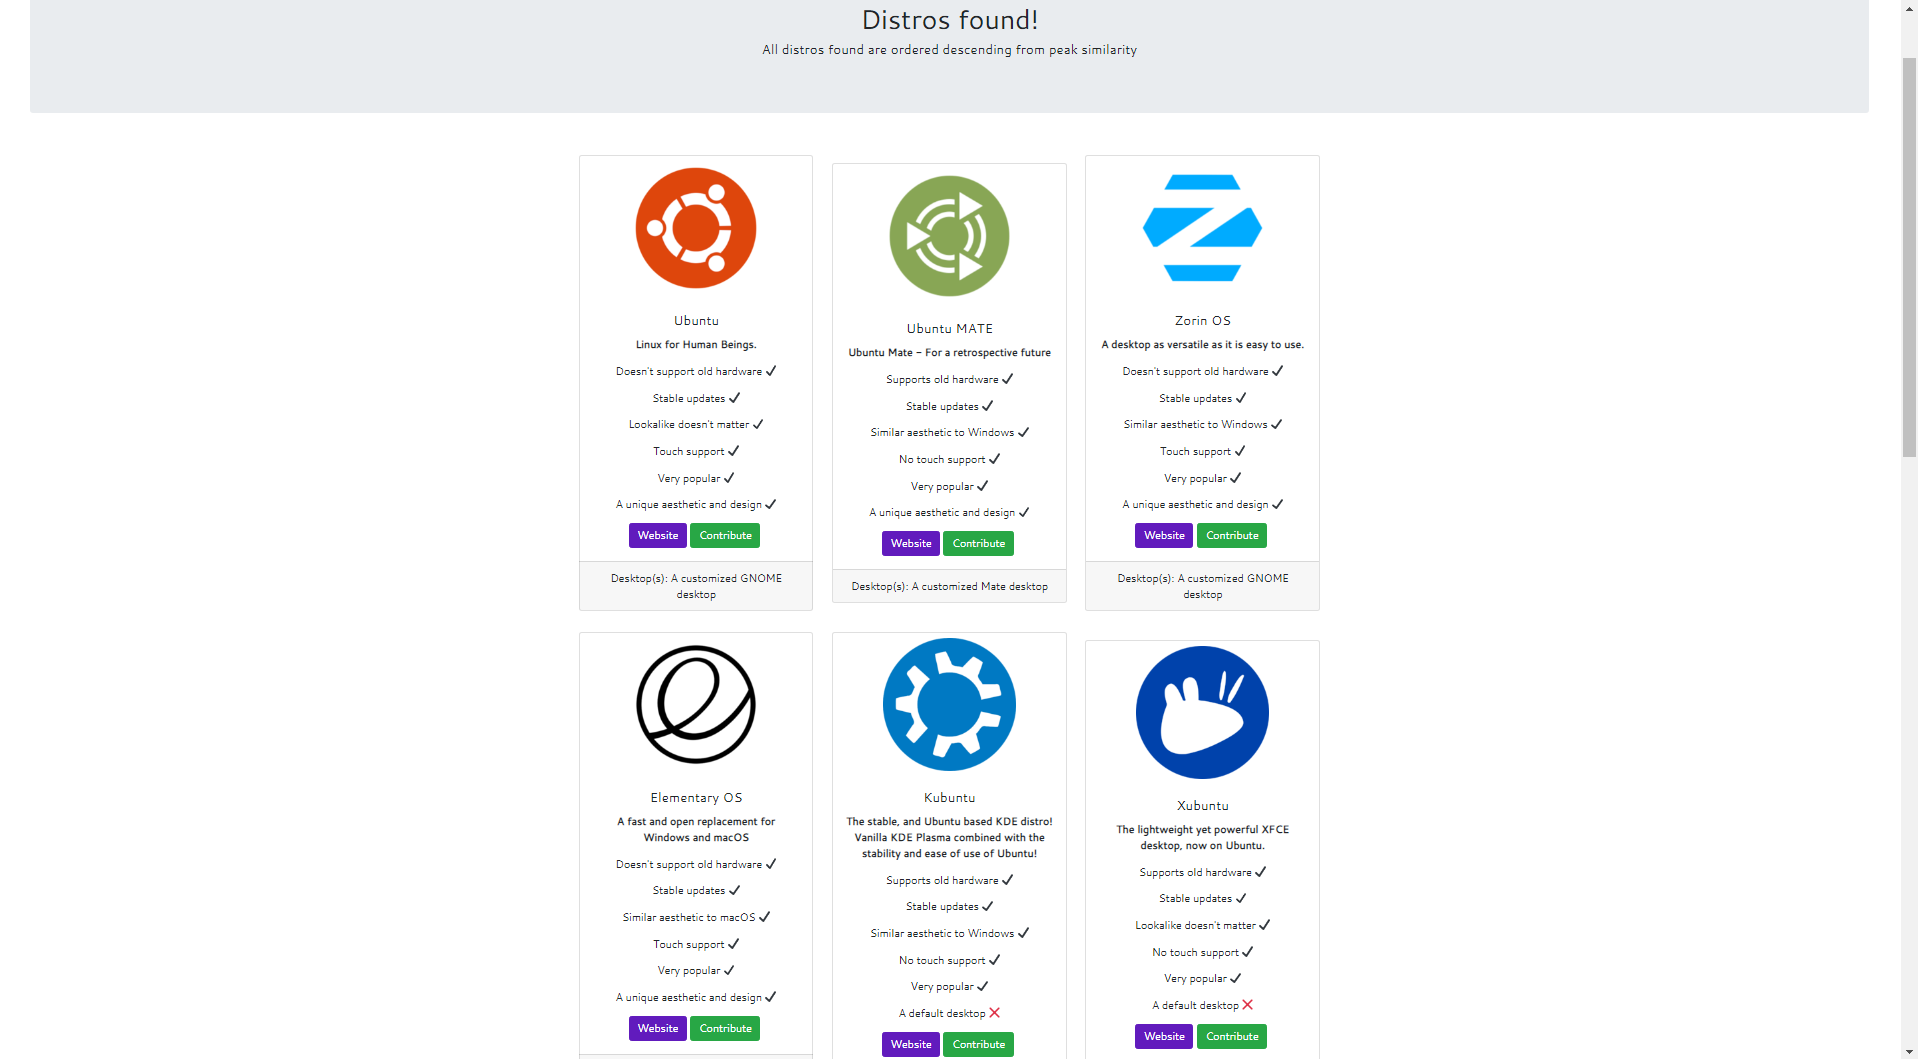 Distros found!
All distros found are ordered descending from peak similarity
Ubuntu
Linux for Human Beings.
Doesn't support old hardware ✓
Stable updates ✓
Lookalike doesn't matter ✓
Touch support ✓
Very popular ✓
A unique aesthetic and design ✓
Website Contribute
Desktop(s): A customized GNOME
desktop
Ubuntu MATE
Ubuntu Mate - For a retrospective future
Supports old hardware ✓
Stable updates ✓
Similar aesthetic to Windows ✓
No touch support ✓
Very popular ✓
A unique aesthetic and design ✓
Website Contribute
Desktop(s): A customized Mate desktop
Zorin OS
A desktop as versatile as it is easy to use.
Doesn't support old hardware ✓
Stable updates ✓
Similar aesthetic to Windows ✓
Touch support ✓
Very popular ✓
A unique aesthetic and design ✓
Website Contribute
Desktop(s): A customized GNOME
desktop
Elementary OS
A fast and open replacement for
Windows and macOS
Doesn't support old hardware ✓
Stable updates ✓
Similar aesthetic to macOS ✓
Touch support ✓
Very popular ✓
A unique aesthetic and design ✓
Website Contribute
Kubuntu
The stable, and Ubuntu based KDE distro!
Vanilla KDE Plasma combined with the
stability and ease of use of Ubuntu!
Supports old hardware ✓
Stable updates ✓
Similar aesthetic to Windows ✓
No touch support ✓
Very popular ✓
A default desktop ✗
Website Contribute
Xubuntu
The lightweight yet powerful XFCE
desktop, now on Ubuntu.
Supports old hardware ✓
Stable updates ✓
Lookalike doesn't matter ✓
No touch support ✓
Very popular ✓
A default desktop ✗
Website Contribute